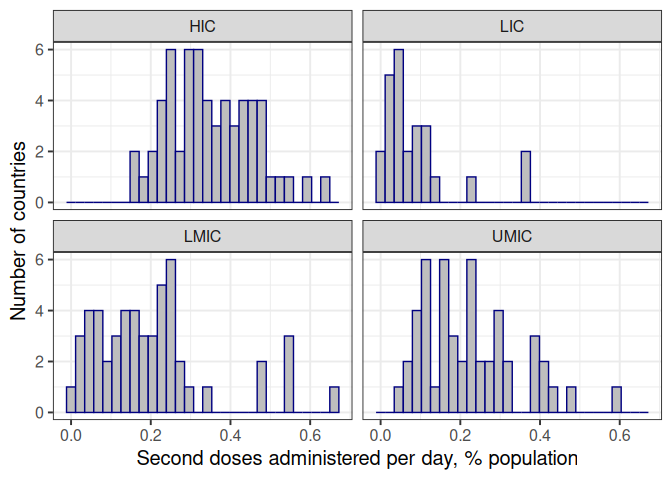 HIC
LIC
6
4
2
0
LMIC
UMIC
6
4
2
0
0.0 0.2 0.4 0.6 0.0 0.2 0.4 0.6
Second doses administered per day, % population
Number of countries